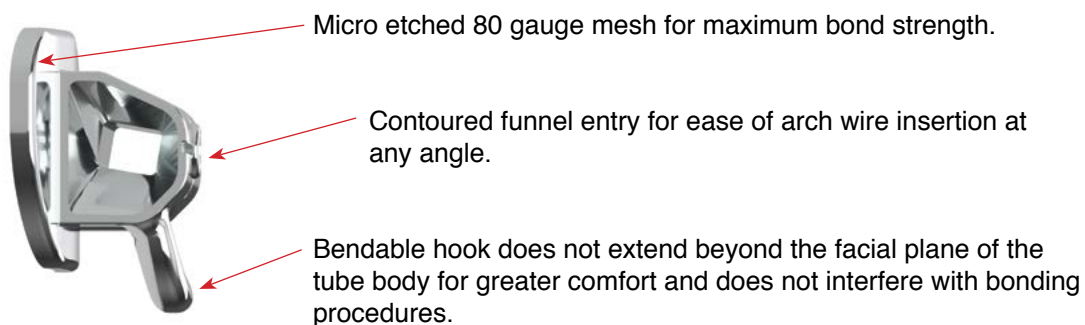 Micro etched 80 gauge mesh for maximum bond strength.
Contoured funnel entry for ease of arch wire insertion at
any angle.
Bendable hook does not extend beyond the facial plane of the
tube body for greater comfort and does not interfere with bonding
procedures.